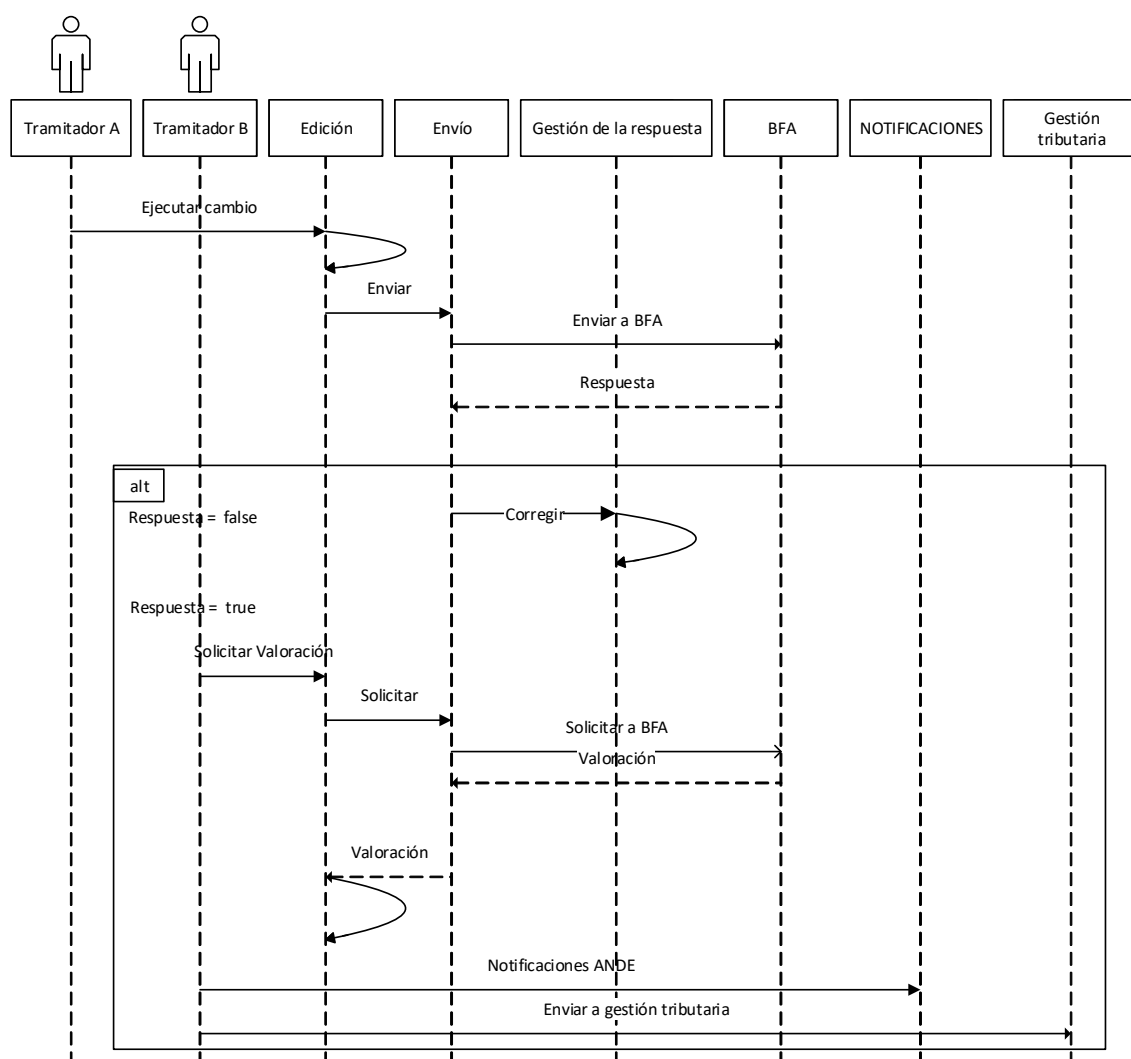 Tramitador A
Tramitador B
Edición
Envío
Gestión de la respuesta
BFA
NOTIFICACIONES
Gestión
tributaria
Ejecutar cambio
Enviar
Enviar a BFA
Respuesta
alt
Respuesta = false
Corregir
Respuesta = true
Solicitar Valoración
Solicitar
Solicitar a BFA
Valoración
Valoración
Notificaciones ANDE
Enviar a gestión tributaria